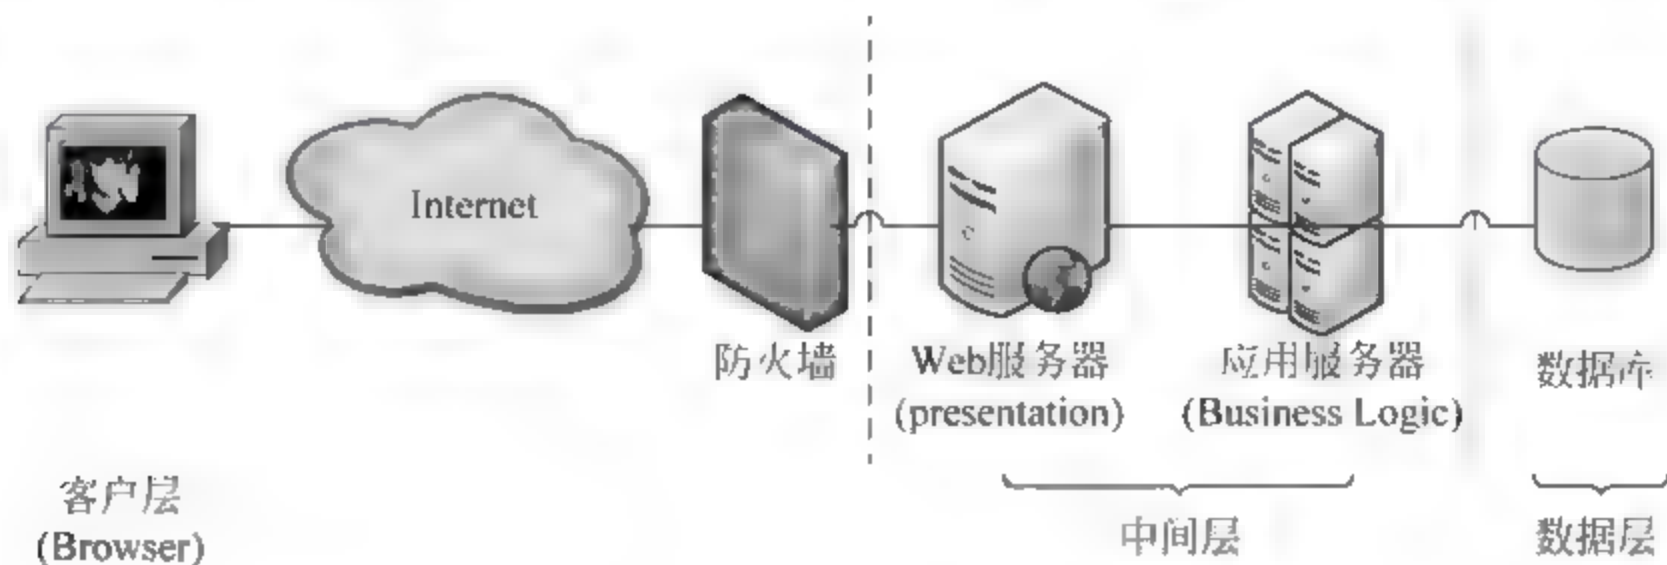 Internet
防火墙
Web服务器
(presentation)
应用服务器
(Business Logic)
数据库
客户层
(Browser)
中间层
数据层